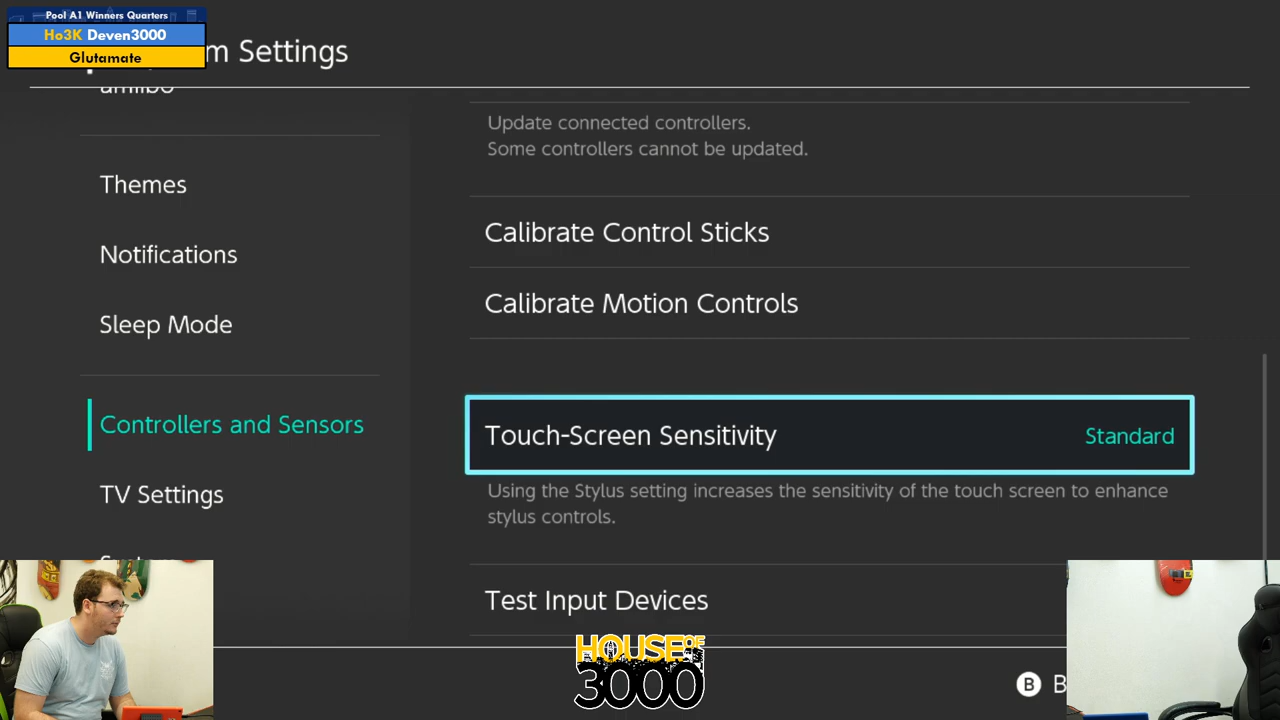 Pool A1 Winners Quarters
Ho3K Deven3000
Glutamate
m Settings
amiibo
Themes
Notifications
Sleep Mode
Controllers and Sensors
TV Settings
System
Update connected controllers.
Some controllers cannot be updated.
Calibrate Control Sticks
Calibrate Motion Controls
Touch-Screen Sensitivity Standard
Using the Stylus setting increases the sensitivity of the touch screen to enhance
stylus controls.
Test Input Devices
HOUSE OF
3000
B B